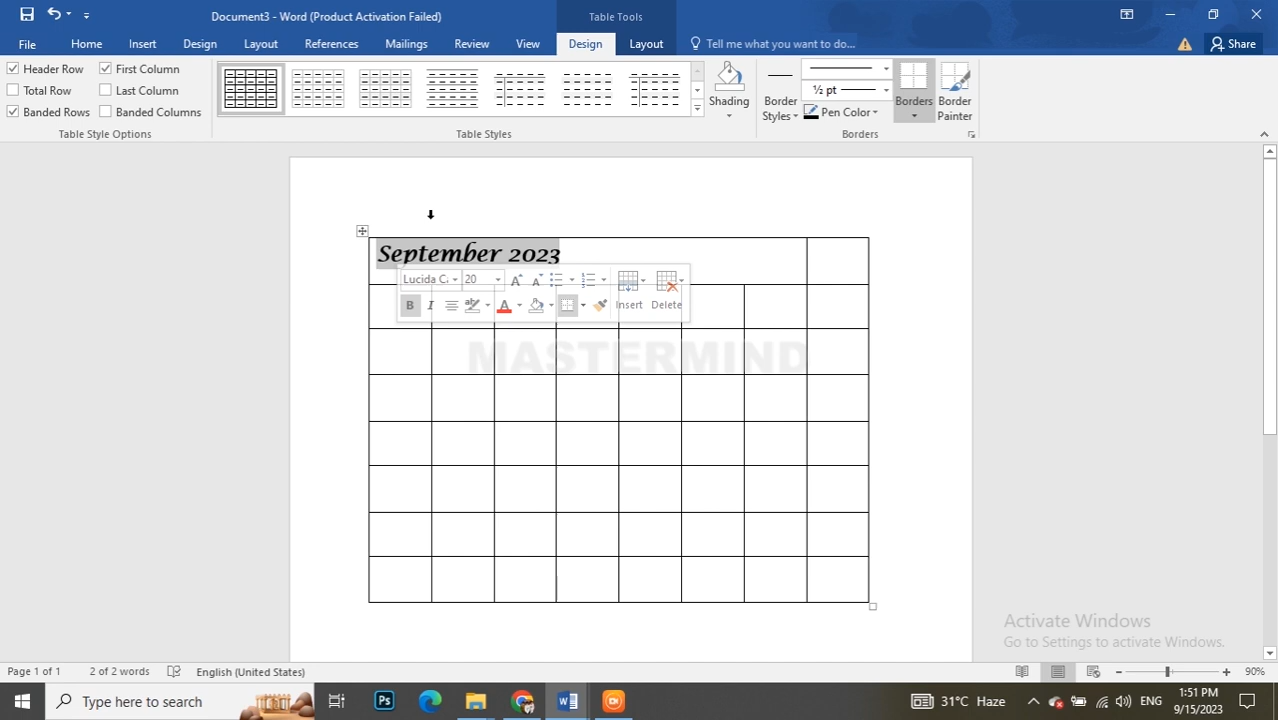 Document3 - Word (Product Activation Failed)
Table Tools
File Home Insert Design Layout References Mailings Review View Design Layout Tell me what you want to do... Share
Header Row First Column
Total Row Last Column
Banded Rows Banded Columns
Table Style Options
Table Styles
Shading
Border Styles
½ pt
Pen Color
Borders
Border Painter
Borders
September 2023
Lucida C 20
B I A A Insert Delete
MASTERMIND
Activate Windows
Go to Settings to activate Windows.
Page 1 of 1 2 of 2 words English (United States) 90%
Type here to search Ps 31°C Haze ENG 1:51 PM
9/15/2023